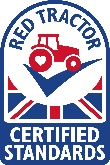 RED TRACTOR
CERTIFIED
STANDARDS